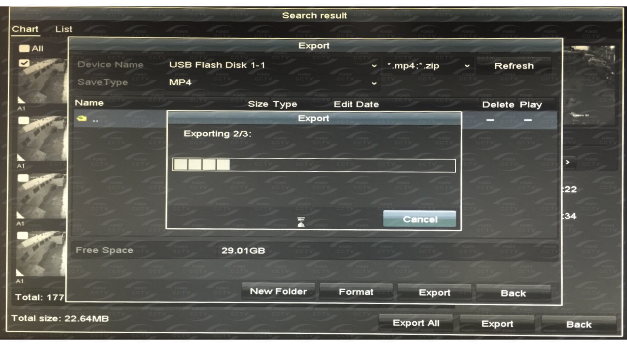 Search result
Chart List
All
Export
Device Name USB Flash Disk 1-1 *.mp4;*.zip Refresh
SaveType MP4
Name Size Type Edit Date Delete Play
.. Export — —
A1
Exporting 2/3:
A1
>
:22
A1
Cancel
:34
Free Space 29.01GB
A1
New Folder Format Export Back
Total: 177
Total size: 22.64MB
Export All Export Back